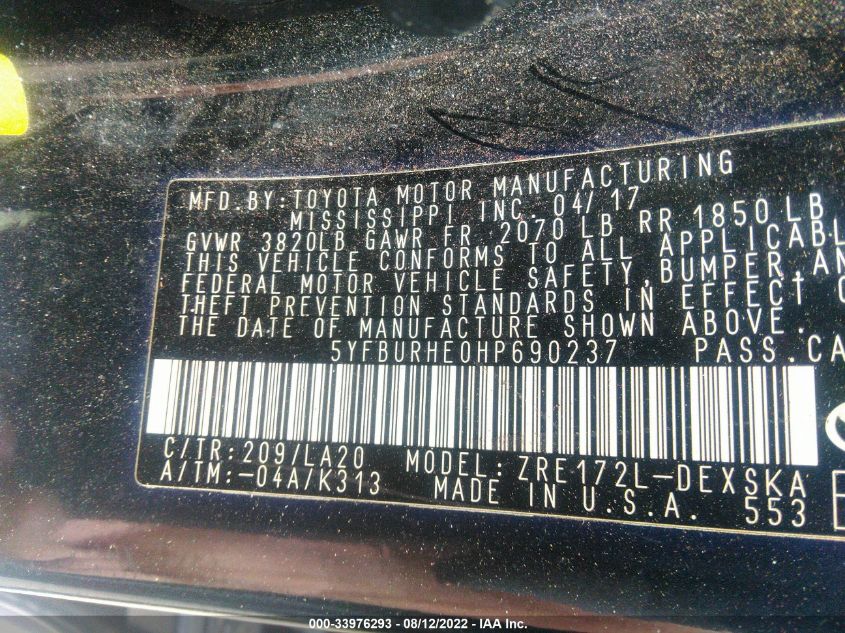 MFD.BY:TOYOTA MOTOR MANUFACTURING
MISSISSIPPI INC. 04/17
GVWR 3820LB GAWR FR 2070 LB RR 1850 LB
THIS VEHICLE CONFORMS TO ALL APPLICABL
FEDERAL MOTOR VEHICLE SAFETY,BUMPER,AN
THEFT PREVENTION STANDARDS IN EFFECT O
THE DATE OF MANUFACTURE SHOWN ABOVE.
5YFBURHE0HP690237 PASS.CA
C/TR:209/LA20 MODEL:ZRE172L-DEXSKA
A/TM:-04A/K313 MADE IN U.S.A. 553
000-33976293 - 08/12/2022 - IAA Inc.